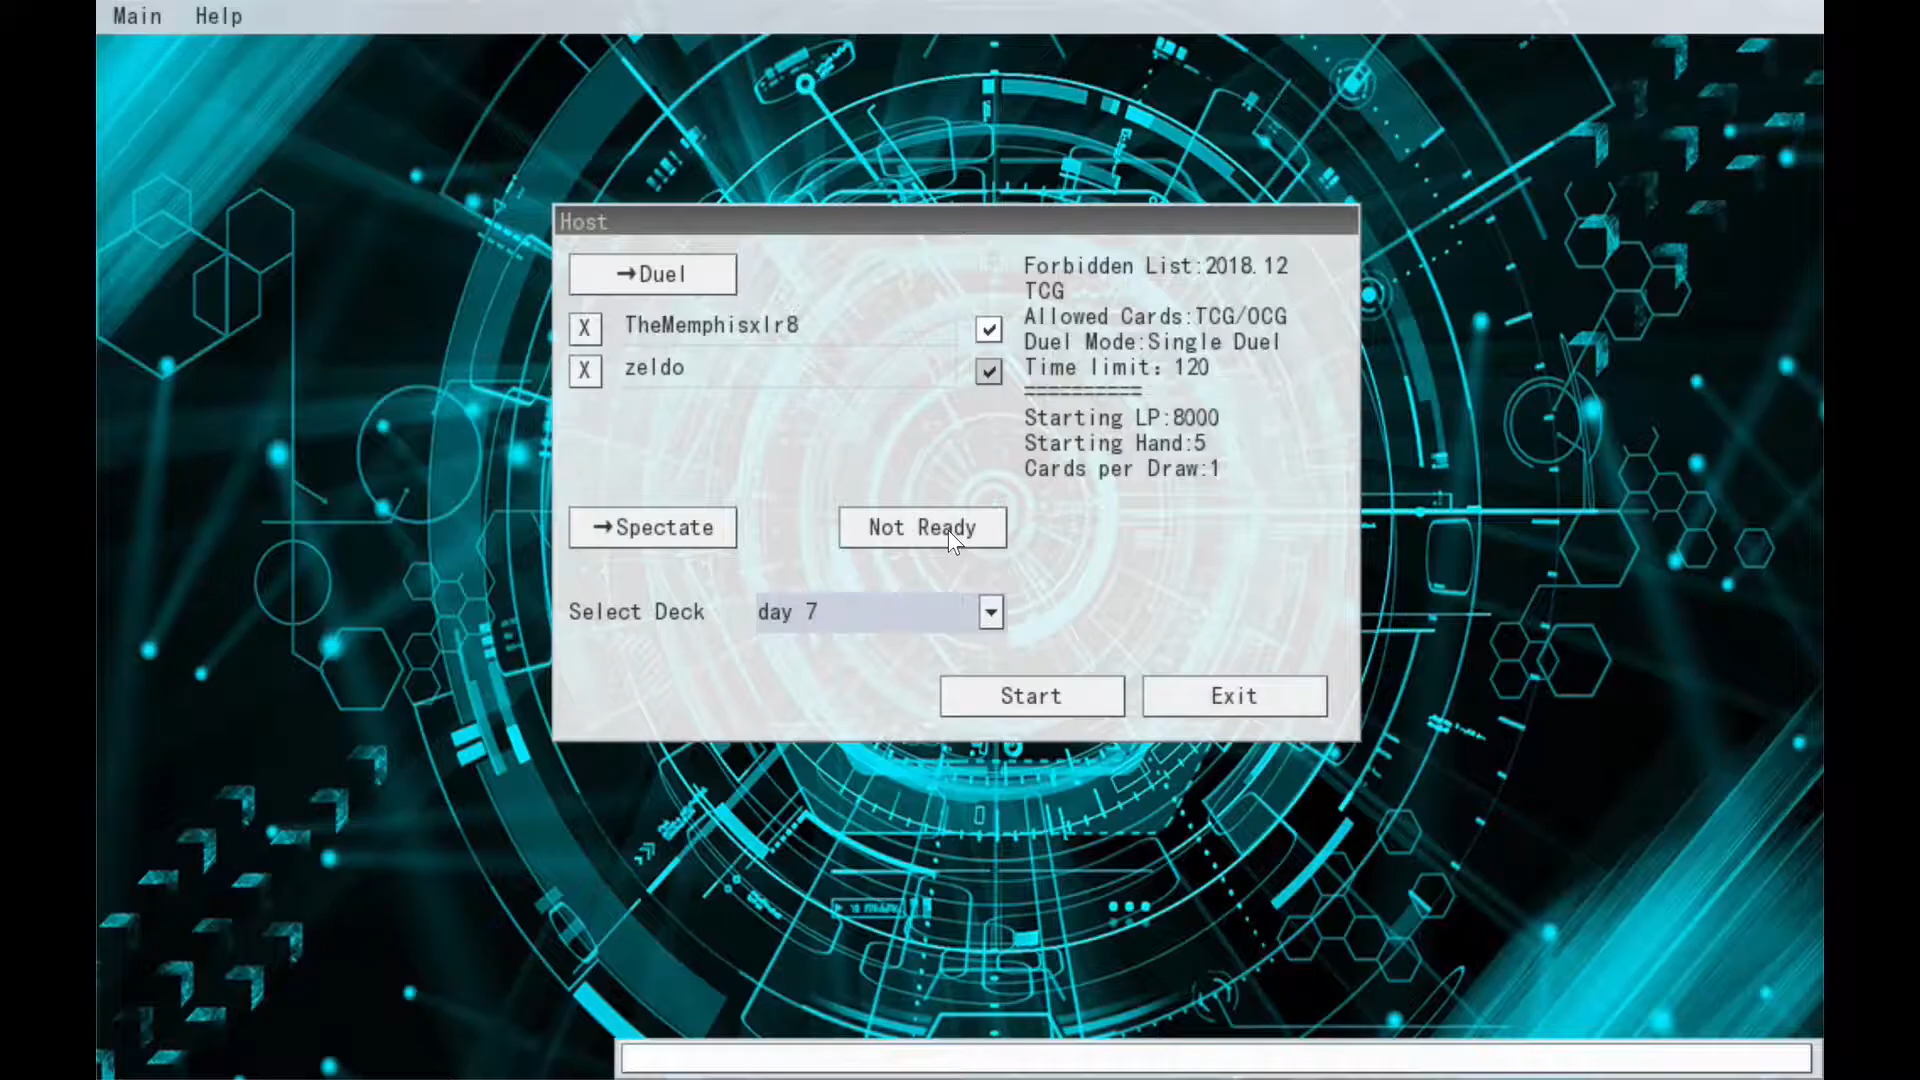 Main Help
Host
→Duel
X TheMemphisxlr8
X zeldo
Forbidden List:2018.12
TCG
Allowed Cards:TCG/OCG
Duel Mode:Single Duel
Time limit: 120
==========
Starting LP:8000
Starting Hand:5
Cards per Draw:1
→Spectate Not Ready
Select Deck day 7
Start Exit